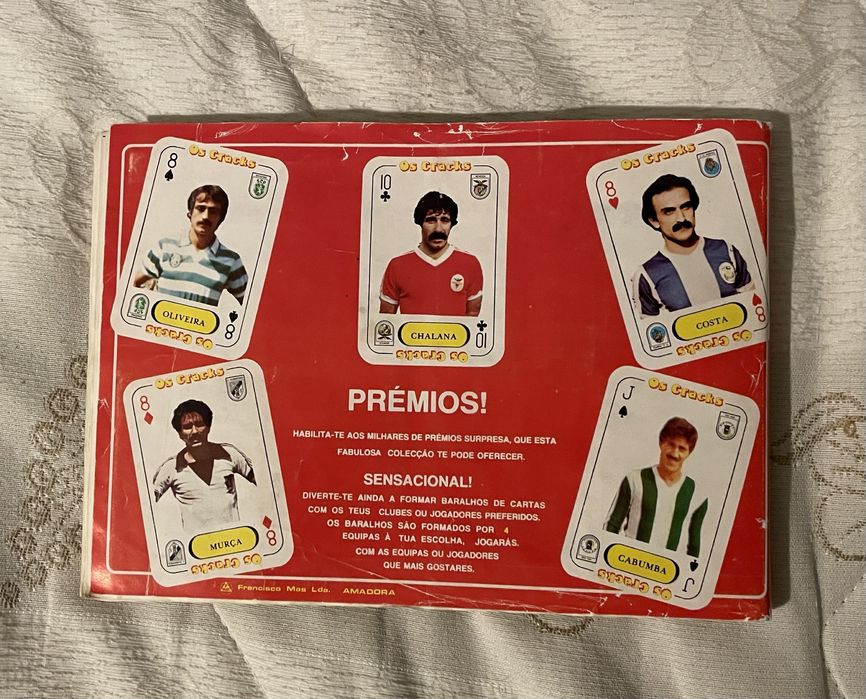 8
Os Cracks
OLIVEIRA
8
Os Cracks
10
Os Cracks
CHALANA
10
Os Cracks
8
Os Cracks
COSTA
8
Os Cracks
PRÉMIOS!
HABILITA-TE AOS MILHARES DE PRÉMIOS SURPRESA, QUE ESTA
FABULOSA COLECÇÃO TE PODE OFERECER.
SENSACIONAL!
DIVERTE-TE AINDA A FORMAR BARALHOS DE CARTAS
COM OS TEUS CLUBES OU JOGADORES PREFERIDOS.
OS BARALHOS SÃO FORMADOS POR 4
EQUIPAS À TUA ESCOLHA, JOGARÁS.
COM AS EQUIPAS OU JOGADORES
QUE MAIS GOSTARES.
8
Os Cracks
MURÇA
8
Os Cracks
J
Os Cracks
CABUMBA
J
Os Cracks
Francisco Mas Lda. AMADORA